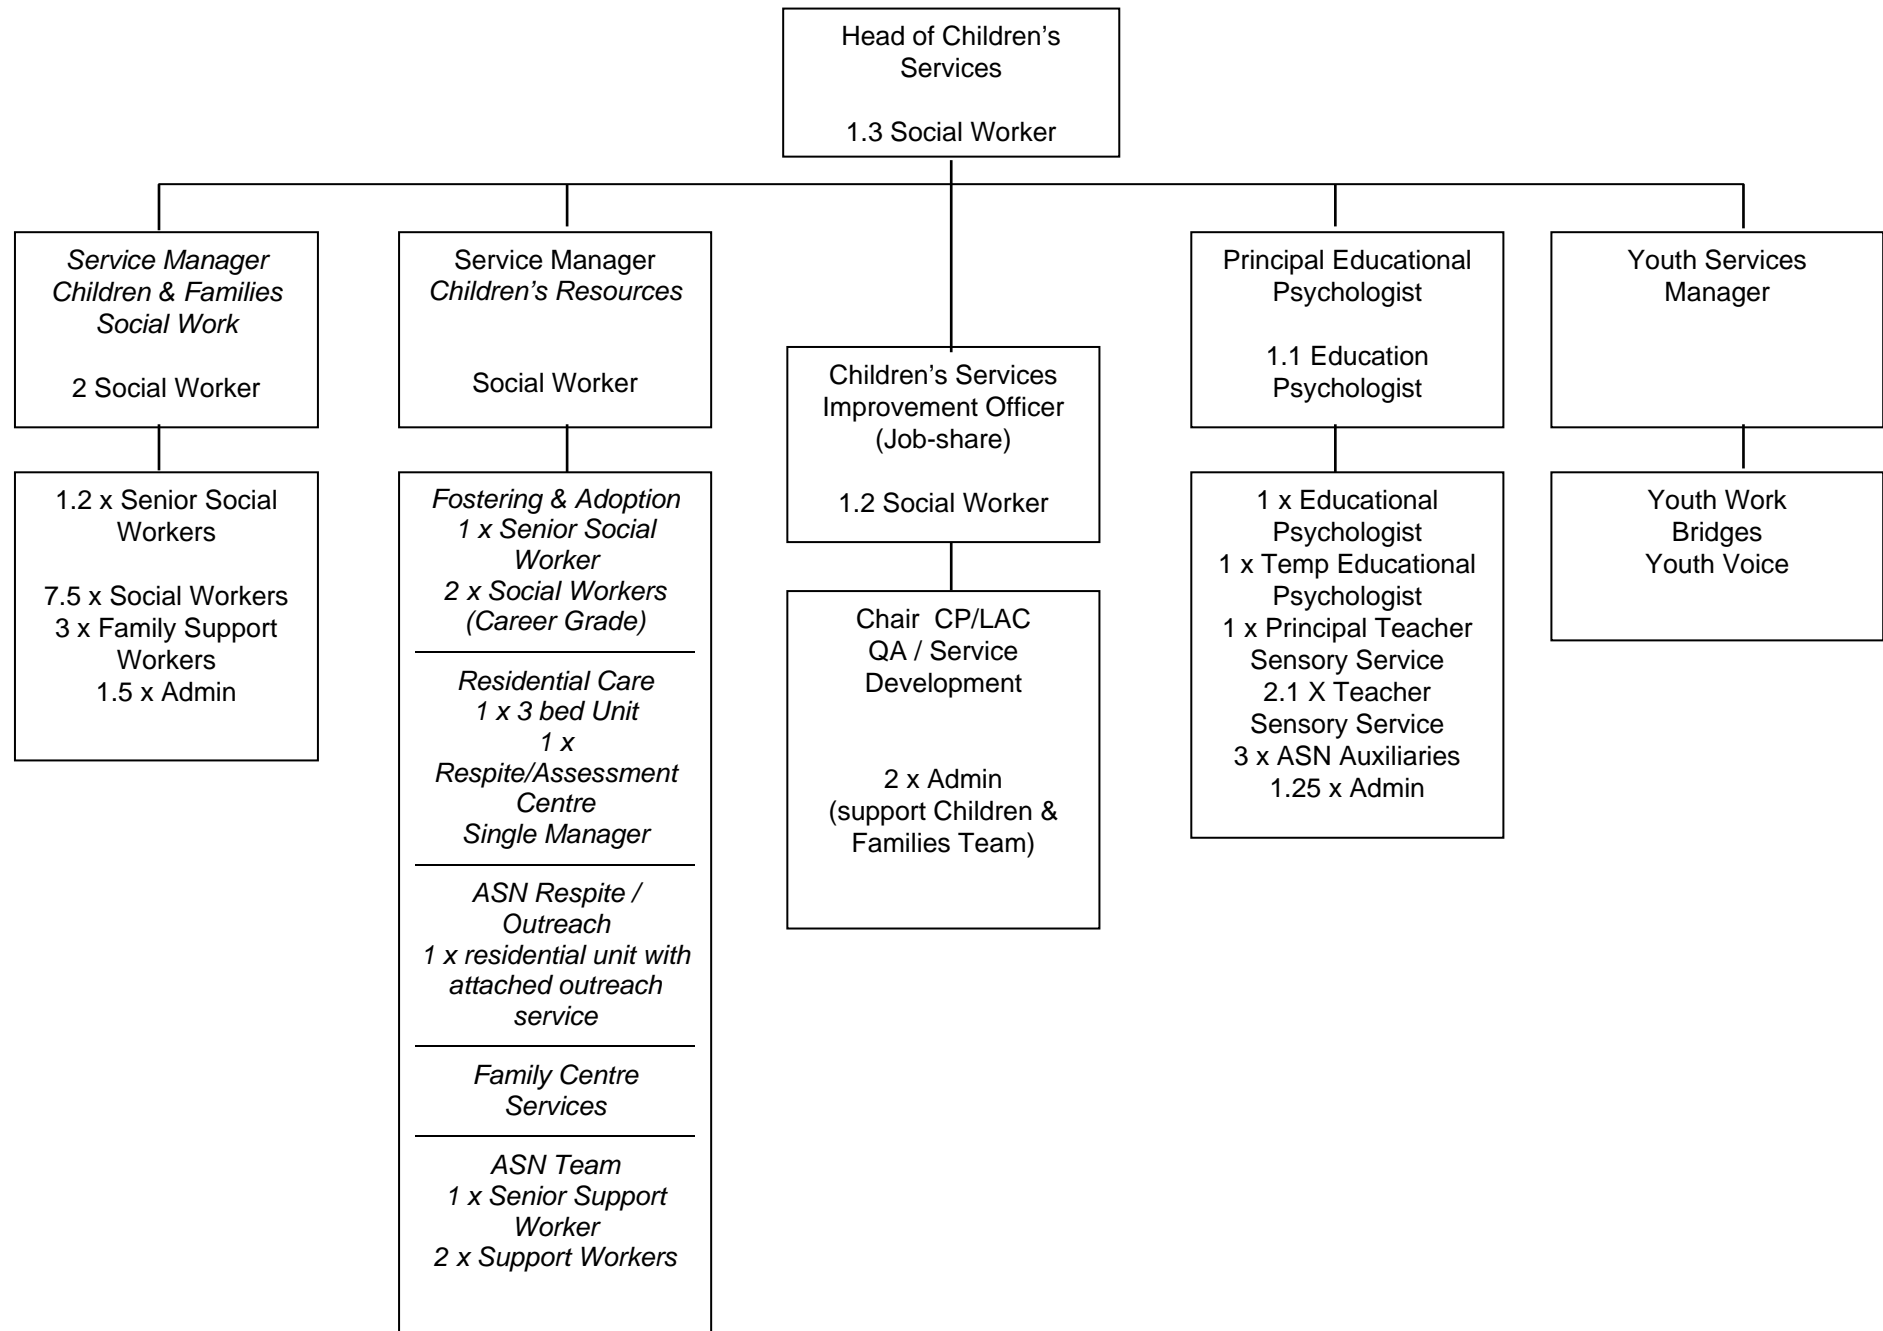 Head of Children’s
Services
1.3 Social Worker
Service Manager
Children & Families
Social Work
2 Social Worker
Service Manager
Children’s Resources
Social Worker
Children’s Services
Improvement Officer
(Job-share)
1.2 Social Worker
Principal Educational
Psychologist
1.1 Education
Psychologist
Youth Services
Manager
1.2 x Senior Social
Workers
7.5 x Social Workers
3 x Family Support
Workers
1.5 x Admin
Fostering & Adoption
1 x Senior Social
Worker
2 x Social Workers
(Career Grade)
Residential Care
1 x 3 bed Unit
1 x
Respite/Assessment
Centre
Single Manager
ASN Respite /
Outreach
1 x residential unit with
attached outreach
service
Family Centre
Services
ASN Team
1 x Senior Support
Worker
2 x Support Workers
Chair  CP/LAC
QA / Service
Development
2 x Admin
(support Children &
Families Team)
1 x Educational
Psychologist
1 x Temp Educational
Psychologist
1 x Principal Teacher
Sensory Service
2.1 X Teacher
Sensory Service
3 x ASN Auxiliaries
1.25 x Admin
Youth Work
Bridges
Youth Voice